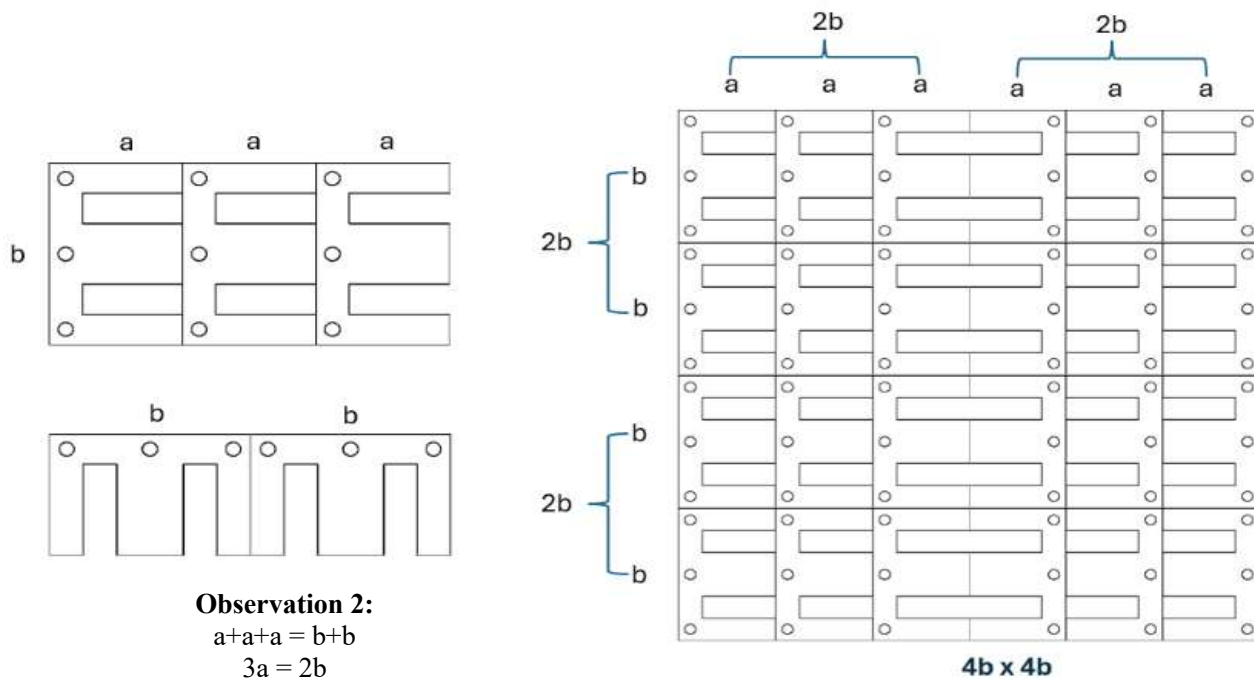 a a a
b
b b
Observation 2:
a+a+a = b+b
3a = 2b
2b 2b
a a a a a a
b
2b
b
b
2b
b
4b x 4b